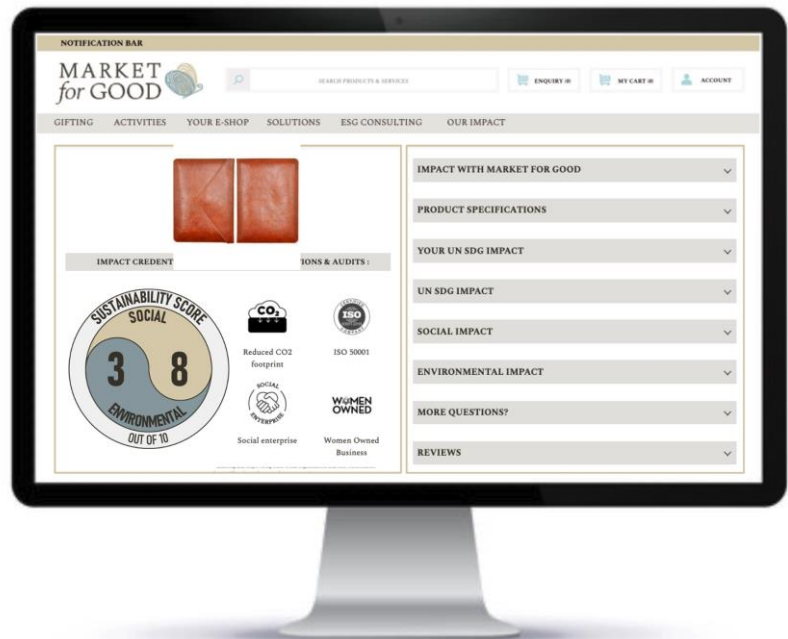 NOTIFICATION BAR
MARKET
for GOOD
SEARCH PRODUCTS & SERVICES
ENQUIRY (0)
MY CART (0)
ACCOUNT
GIFTING ACTIVITIES YOUR E-SHOP SOLUTIONS ESG CONSULTING OUR IMPACT
IMPACT CREDENT IONS & AUDITS :
SUSTAINABILITY SCORE
SOCIAL
3 8
ENVIRONMENTAL
OUT OF 10
CO2
Reduced CO2
footprint
ISO
ISO 50001
SOCIAL
ENTERPRISE
Social enterprise
WOMEN
OWNED
Women Owned
Business
IMPACT WITH MARKET FOR GOOD
PRODUCT SPECIFICATIONS
YOUR UN SDG IMPACT
UN SDG IMPACT
SOCIAL IMPACT
ENVIRONMENTAL IMPACT
MORE QUESTIONS?
REVIEWS